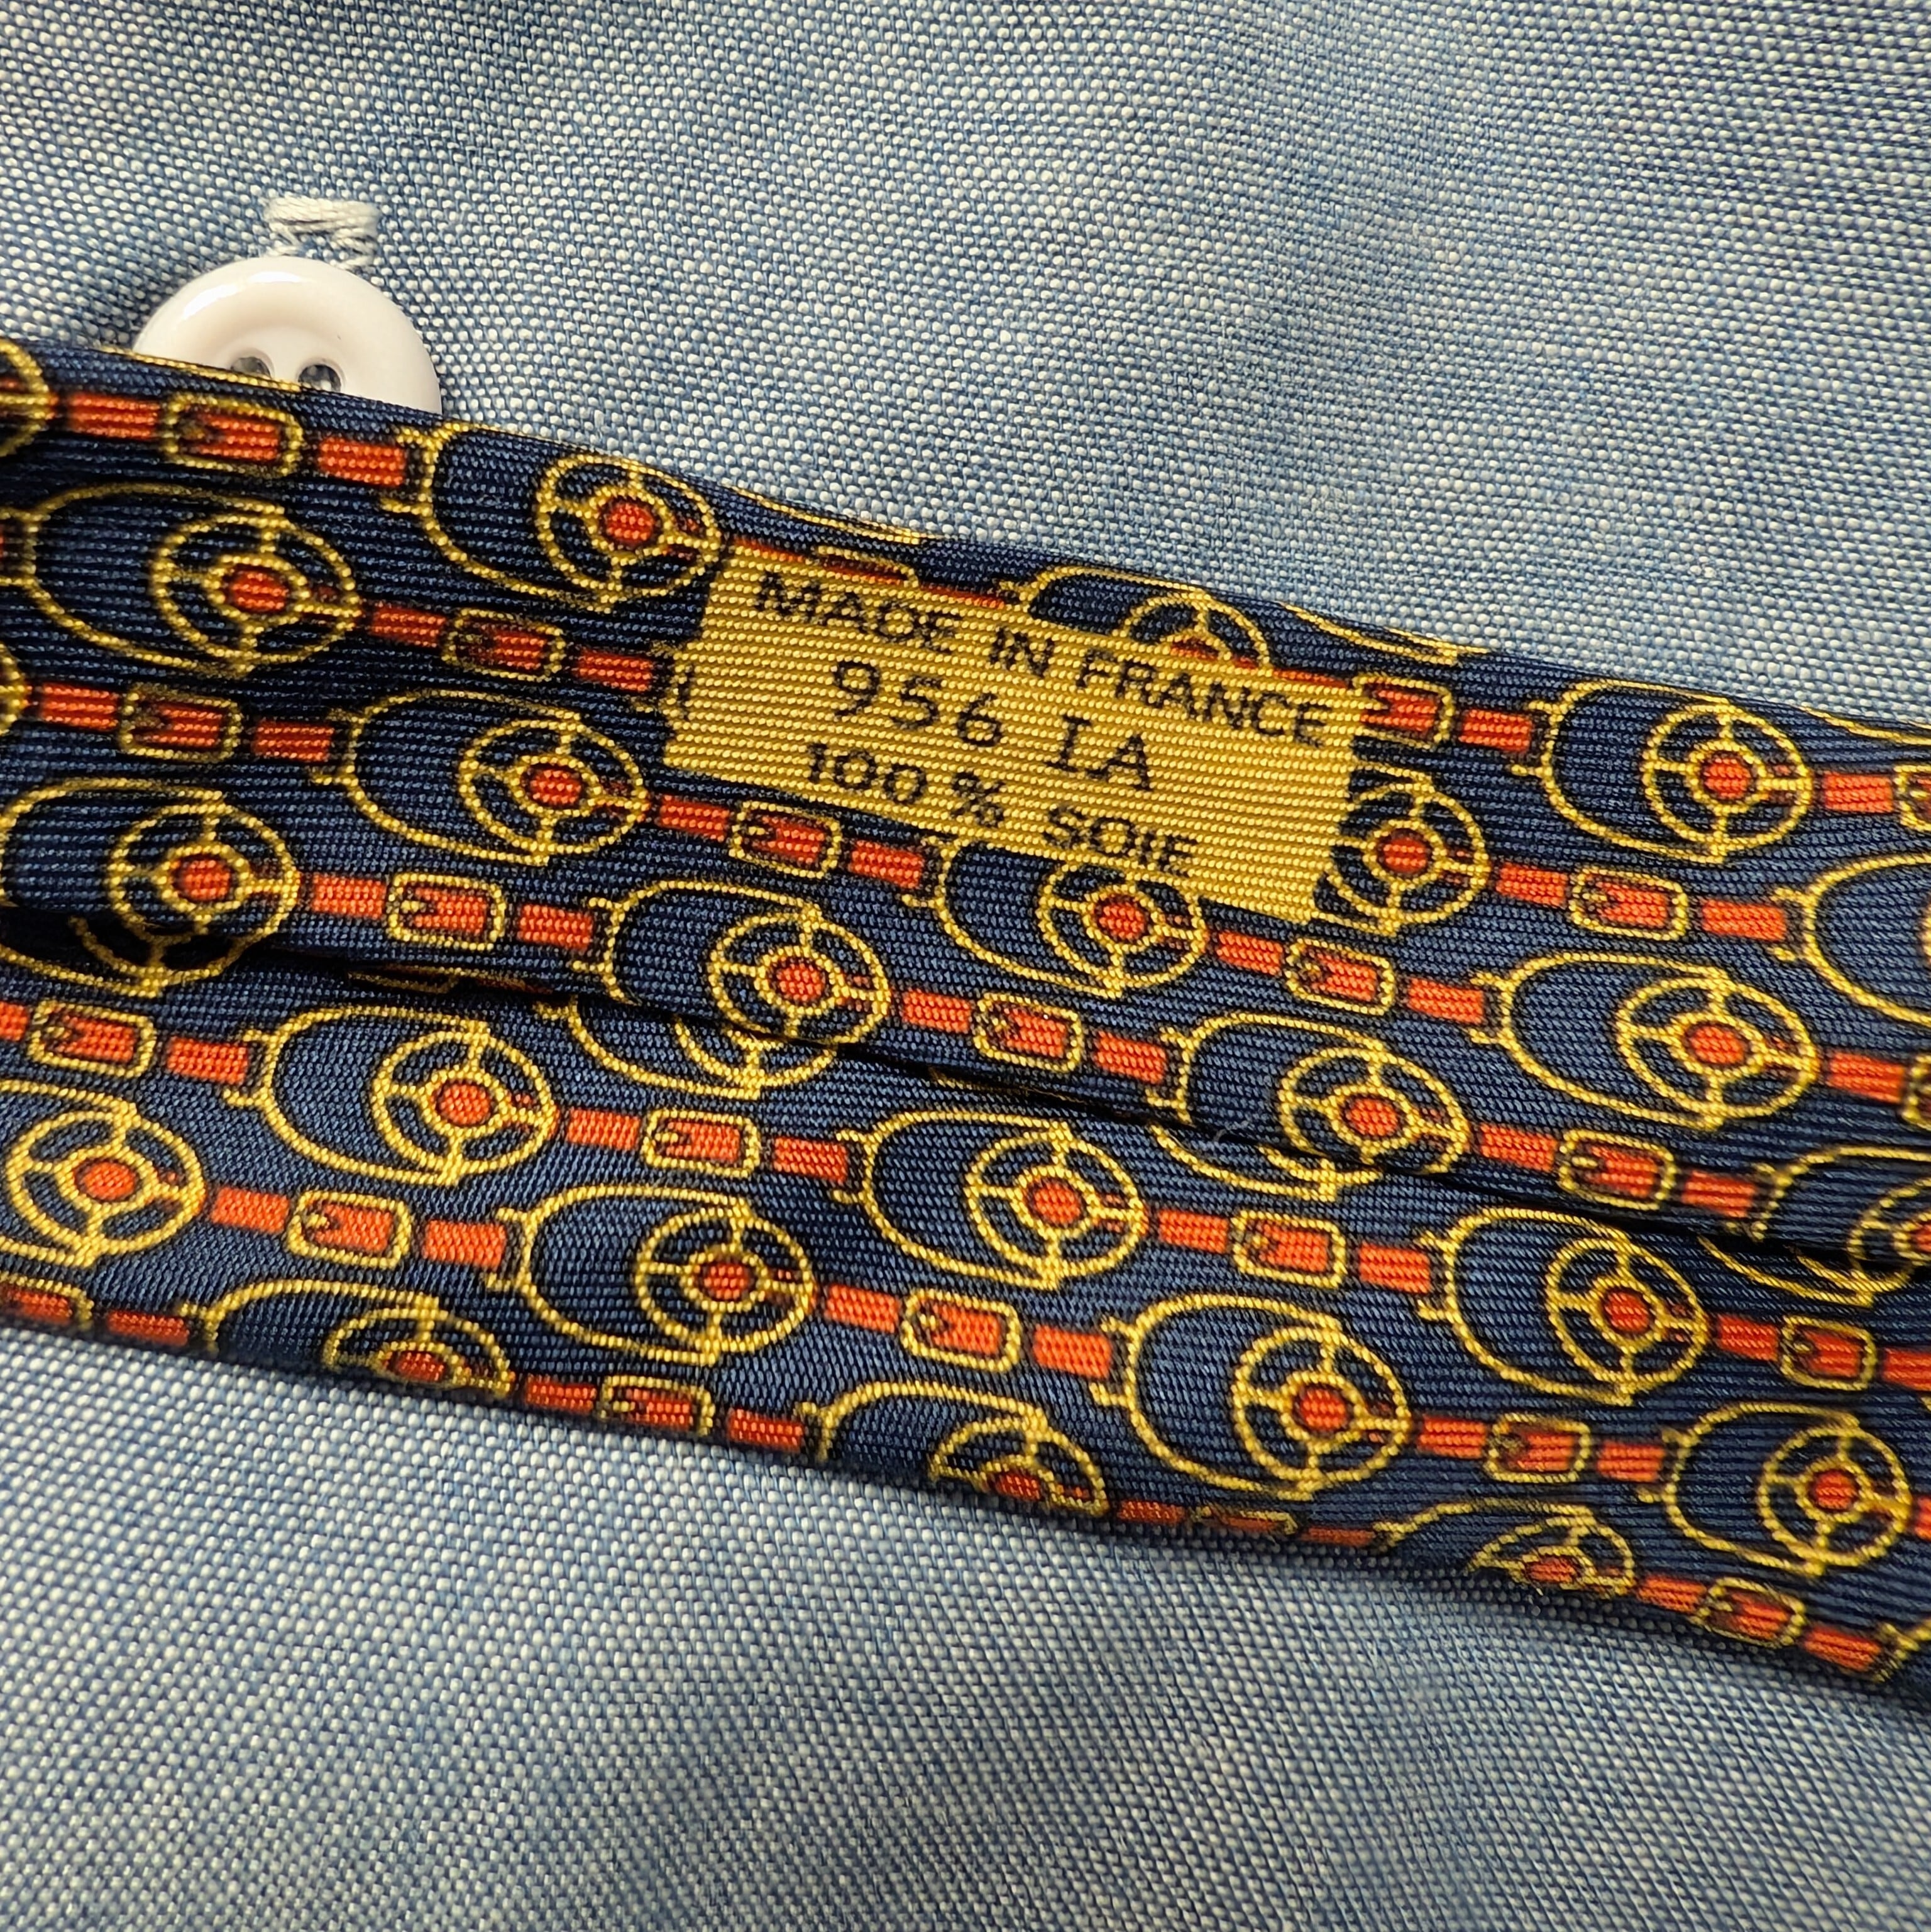 MADE IN FRANCE
956 IA
100% SOIE